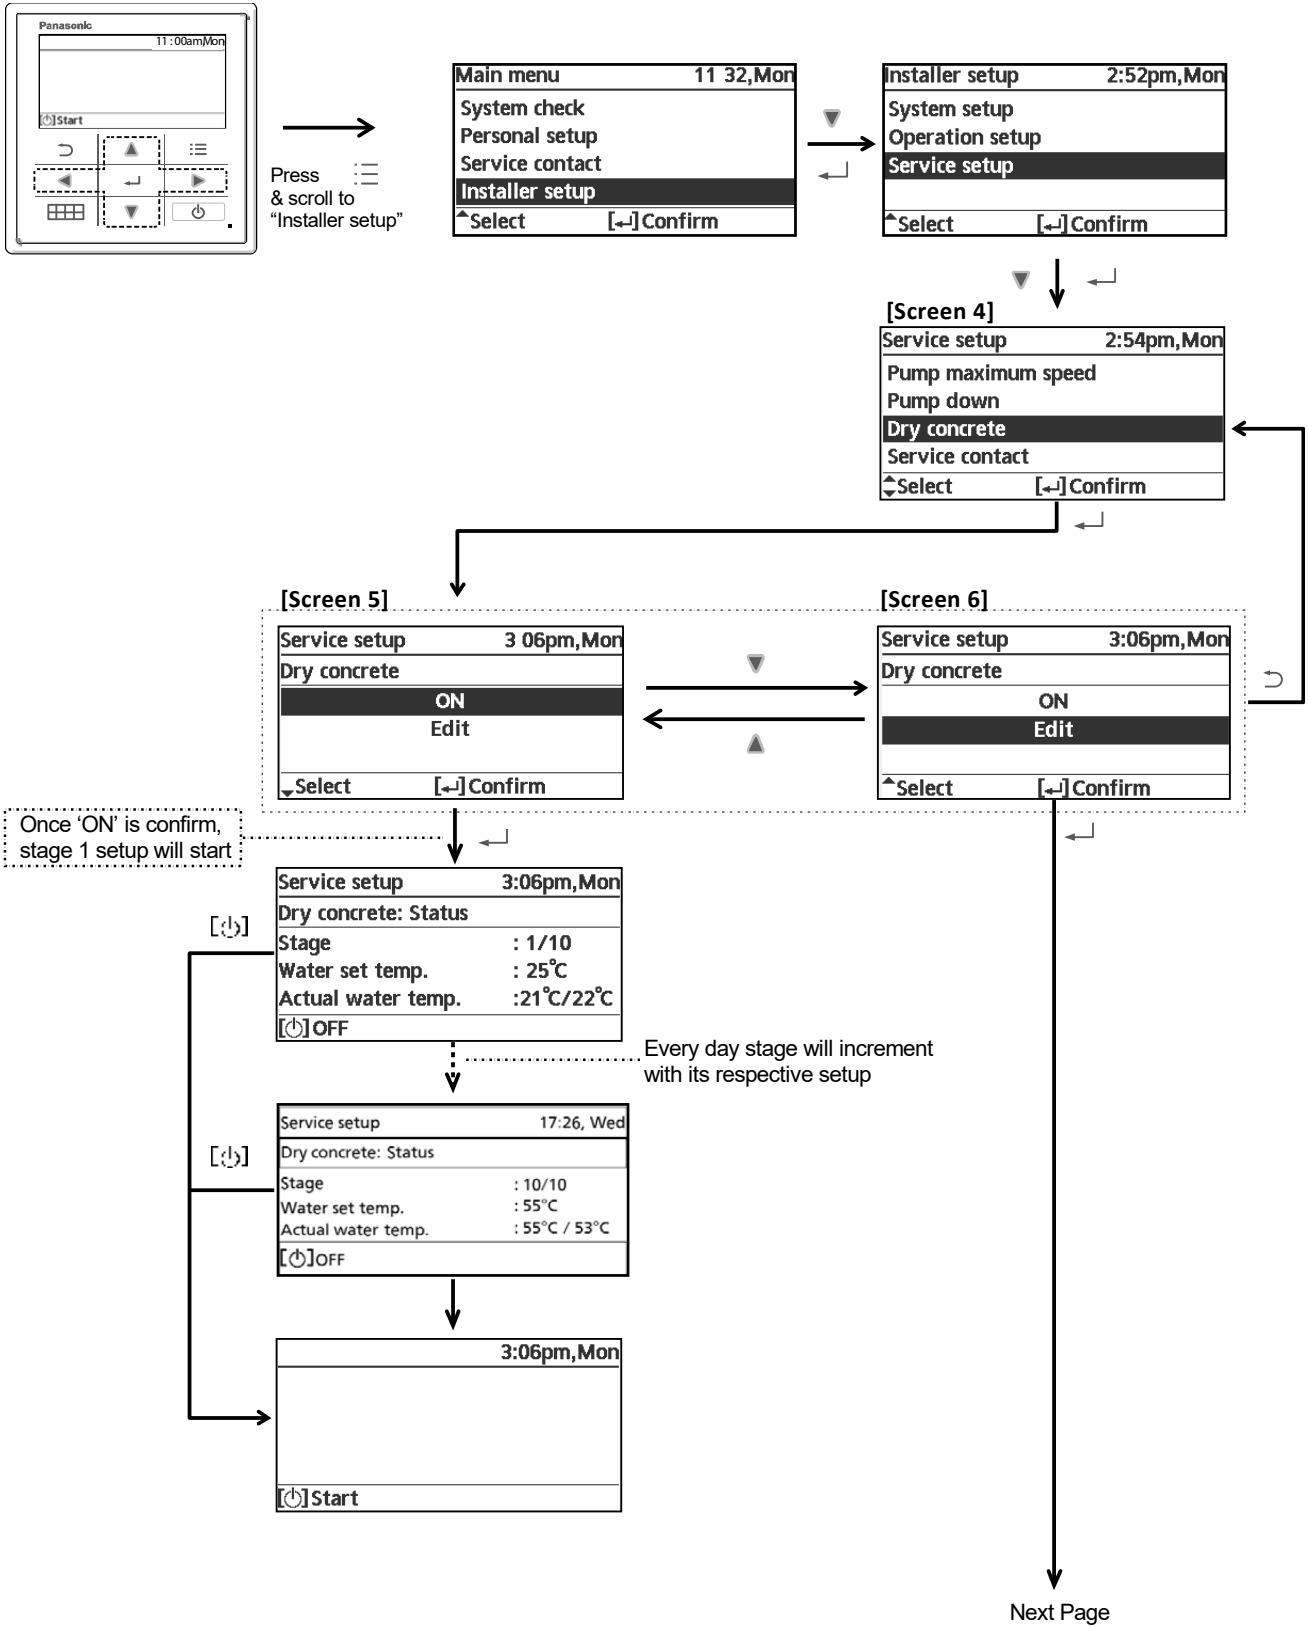 Panasonic
11:00am,Mon
[⏻]Start
Press
& scroll to
“Installer setup”
Main menu 11 32,Mon
System check
Personal setup
Service contact
Installer setup
Select [↵]Confirm
Installer setup 2:52pm,Mon
System setup
Operation setup
Service setup
Select [↵]Confirm
[Screen 4]
Service setup 2:54pm,Mon
Pump maximum speed
Pump down
Dry concrete
Service contact
Select [↵]Confirm
[Screen 5]
Service setup 3 06pm,Mon
Dry concrete
ON
Edit
Select [↵]Confirm
[Screen 6]
Service setup 3:06pm,Mon
Dry concrete
ON
Edit
Select [↵]Confirm
Once ‘ON’ is confirm,
stage 1 setup will start
Service setup 3:06pm,Mon
Dry concrete: Status
Stage : 1/10
Water set temp. : 25°C
Actual water temp. :21°C/22°C
[⏻]OFF
[⏻]
Every day stage will increment
with its respective setup
Service setup 17:26, Wed
Dry concrete: Status
Stage : 10/10
Water set temp. : 55°C
Actual water temp. : 55°C / 53°C
[⏻]OFF
[⏻]
3:06pm,Mon
[⏻]Start
Next Page